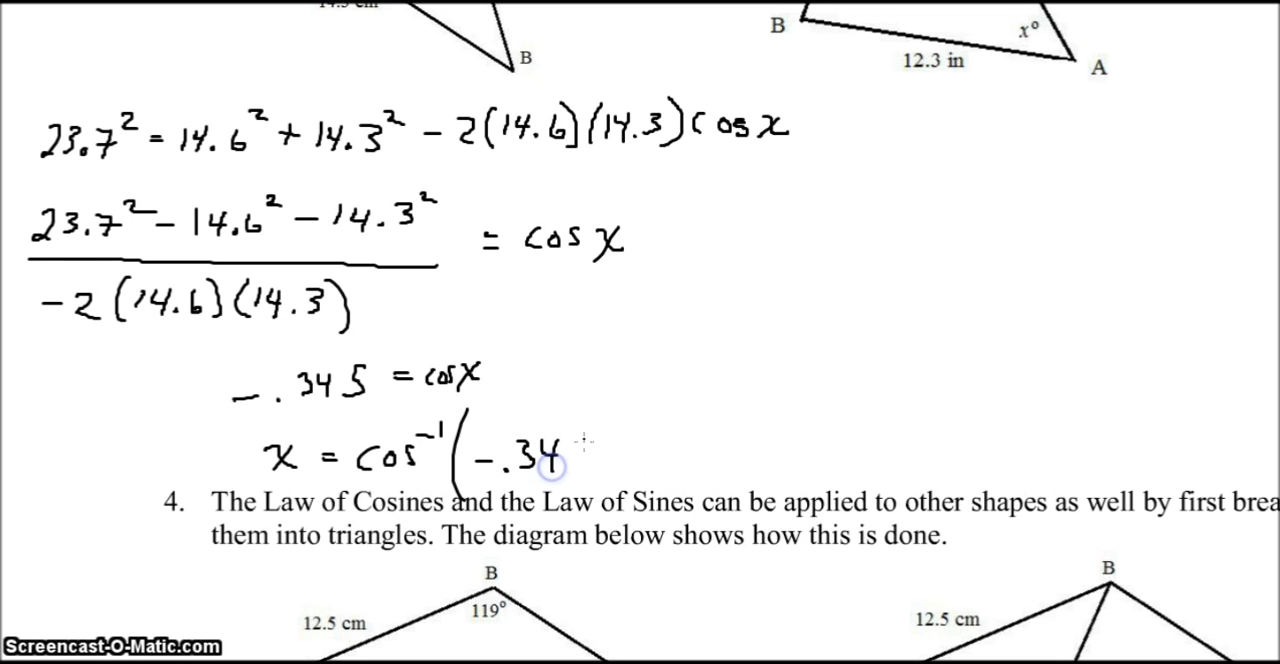 14.3 cm
B
B
x°
12.3 in
A
23.7² = 14.6² + 14.3² - 2(14.6)(14.3) cos x
23.7² - 14.6² - 14.3²
-2(14.6)(14.3)
= cos x
-.345 = cos x
x = cos⁻¹(-.34
4. The Law of Cosines and the Law of Sines can be applied to other shapes as well by first brea
them into triangles. The diagram below shows how this is done.
B
119°
12.5 cm
B
12.5 cm
Screencast-O-Matic.com